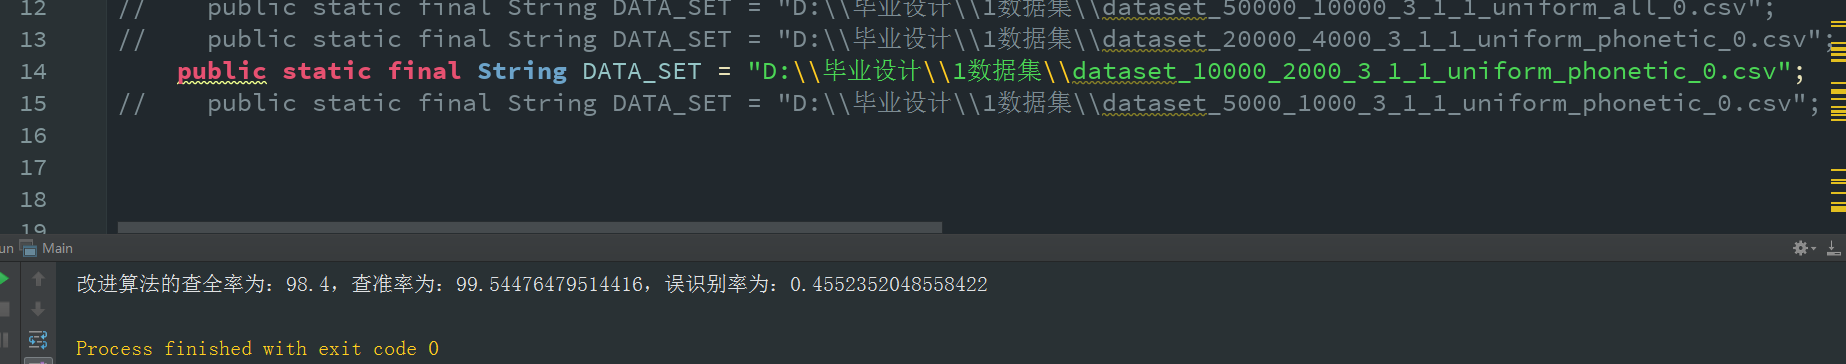 12 //    public static final String DATA_SET = "D:\\毕业设计\\1数据集\\dataset_50000_10000_3_1_1_uniform_all_0.csv";
13 //    public static final String DATA_SET = "D:\\毕业设计\\1数据集\\dataset_20000_4000_3_1_1_uniform_phonetic_0.csv";
14     public static final String DATA_SET = "D:\\毕业设计\\1数据集\\dataset_10000_2000_3_1_1_uniform_phonetic_0.csv";
15 //    public static final String DATA_SET = "D:\\毕业设计\\1数据集\\dataset_5000_1000_3_1_1_uniform_phonetic_0.csv";
16
17
18
19
un Main
改进算法的查全率为：98.4，查准率为：99.54476479514416，误识别率为：0.4552352048558422
Process finished with exit code 0